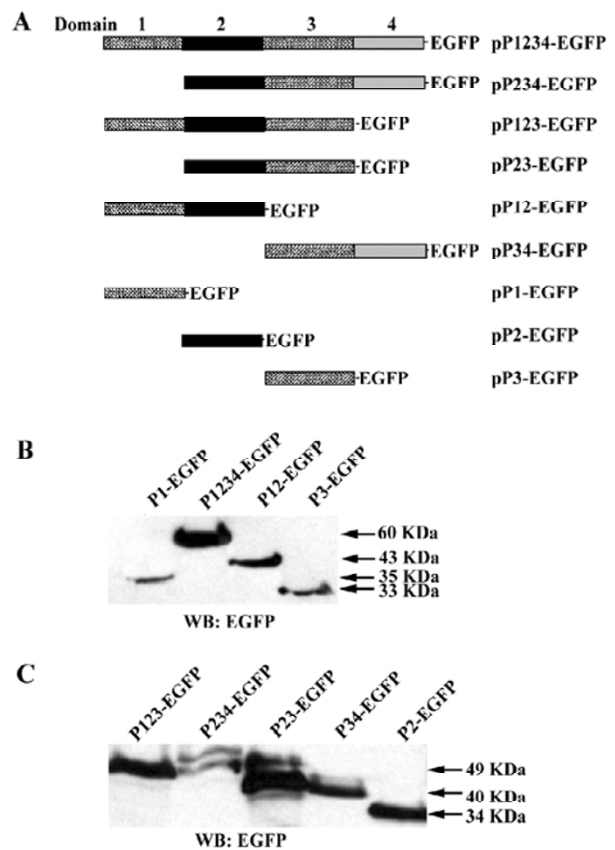 A Domain 1 2 3 4
EGFP pP1234-EGFP
EGFP pP234-EGFP
EGFP pP123-EGFP
EGFP pP23-EGFP
EGFP pP12-EGFP
EGFP pP34-EGFP
EGFP pP1-EGFP
EGFP pP2-EGFP
EGFP pP3-EGFP
B
P1-EGFP
P1234-EGFP
P12-EGFP
P3-EGFP
60 KDa
43 KDa
35 KDa
33 KDa
WB: EGFP
C
P123-EGFP
P234-EGFP
P23-EGFP
P34-EGFP
P2-EGFP
49 KDa
40 KDa
34 KDa
WB: EGFP